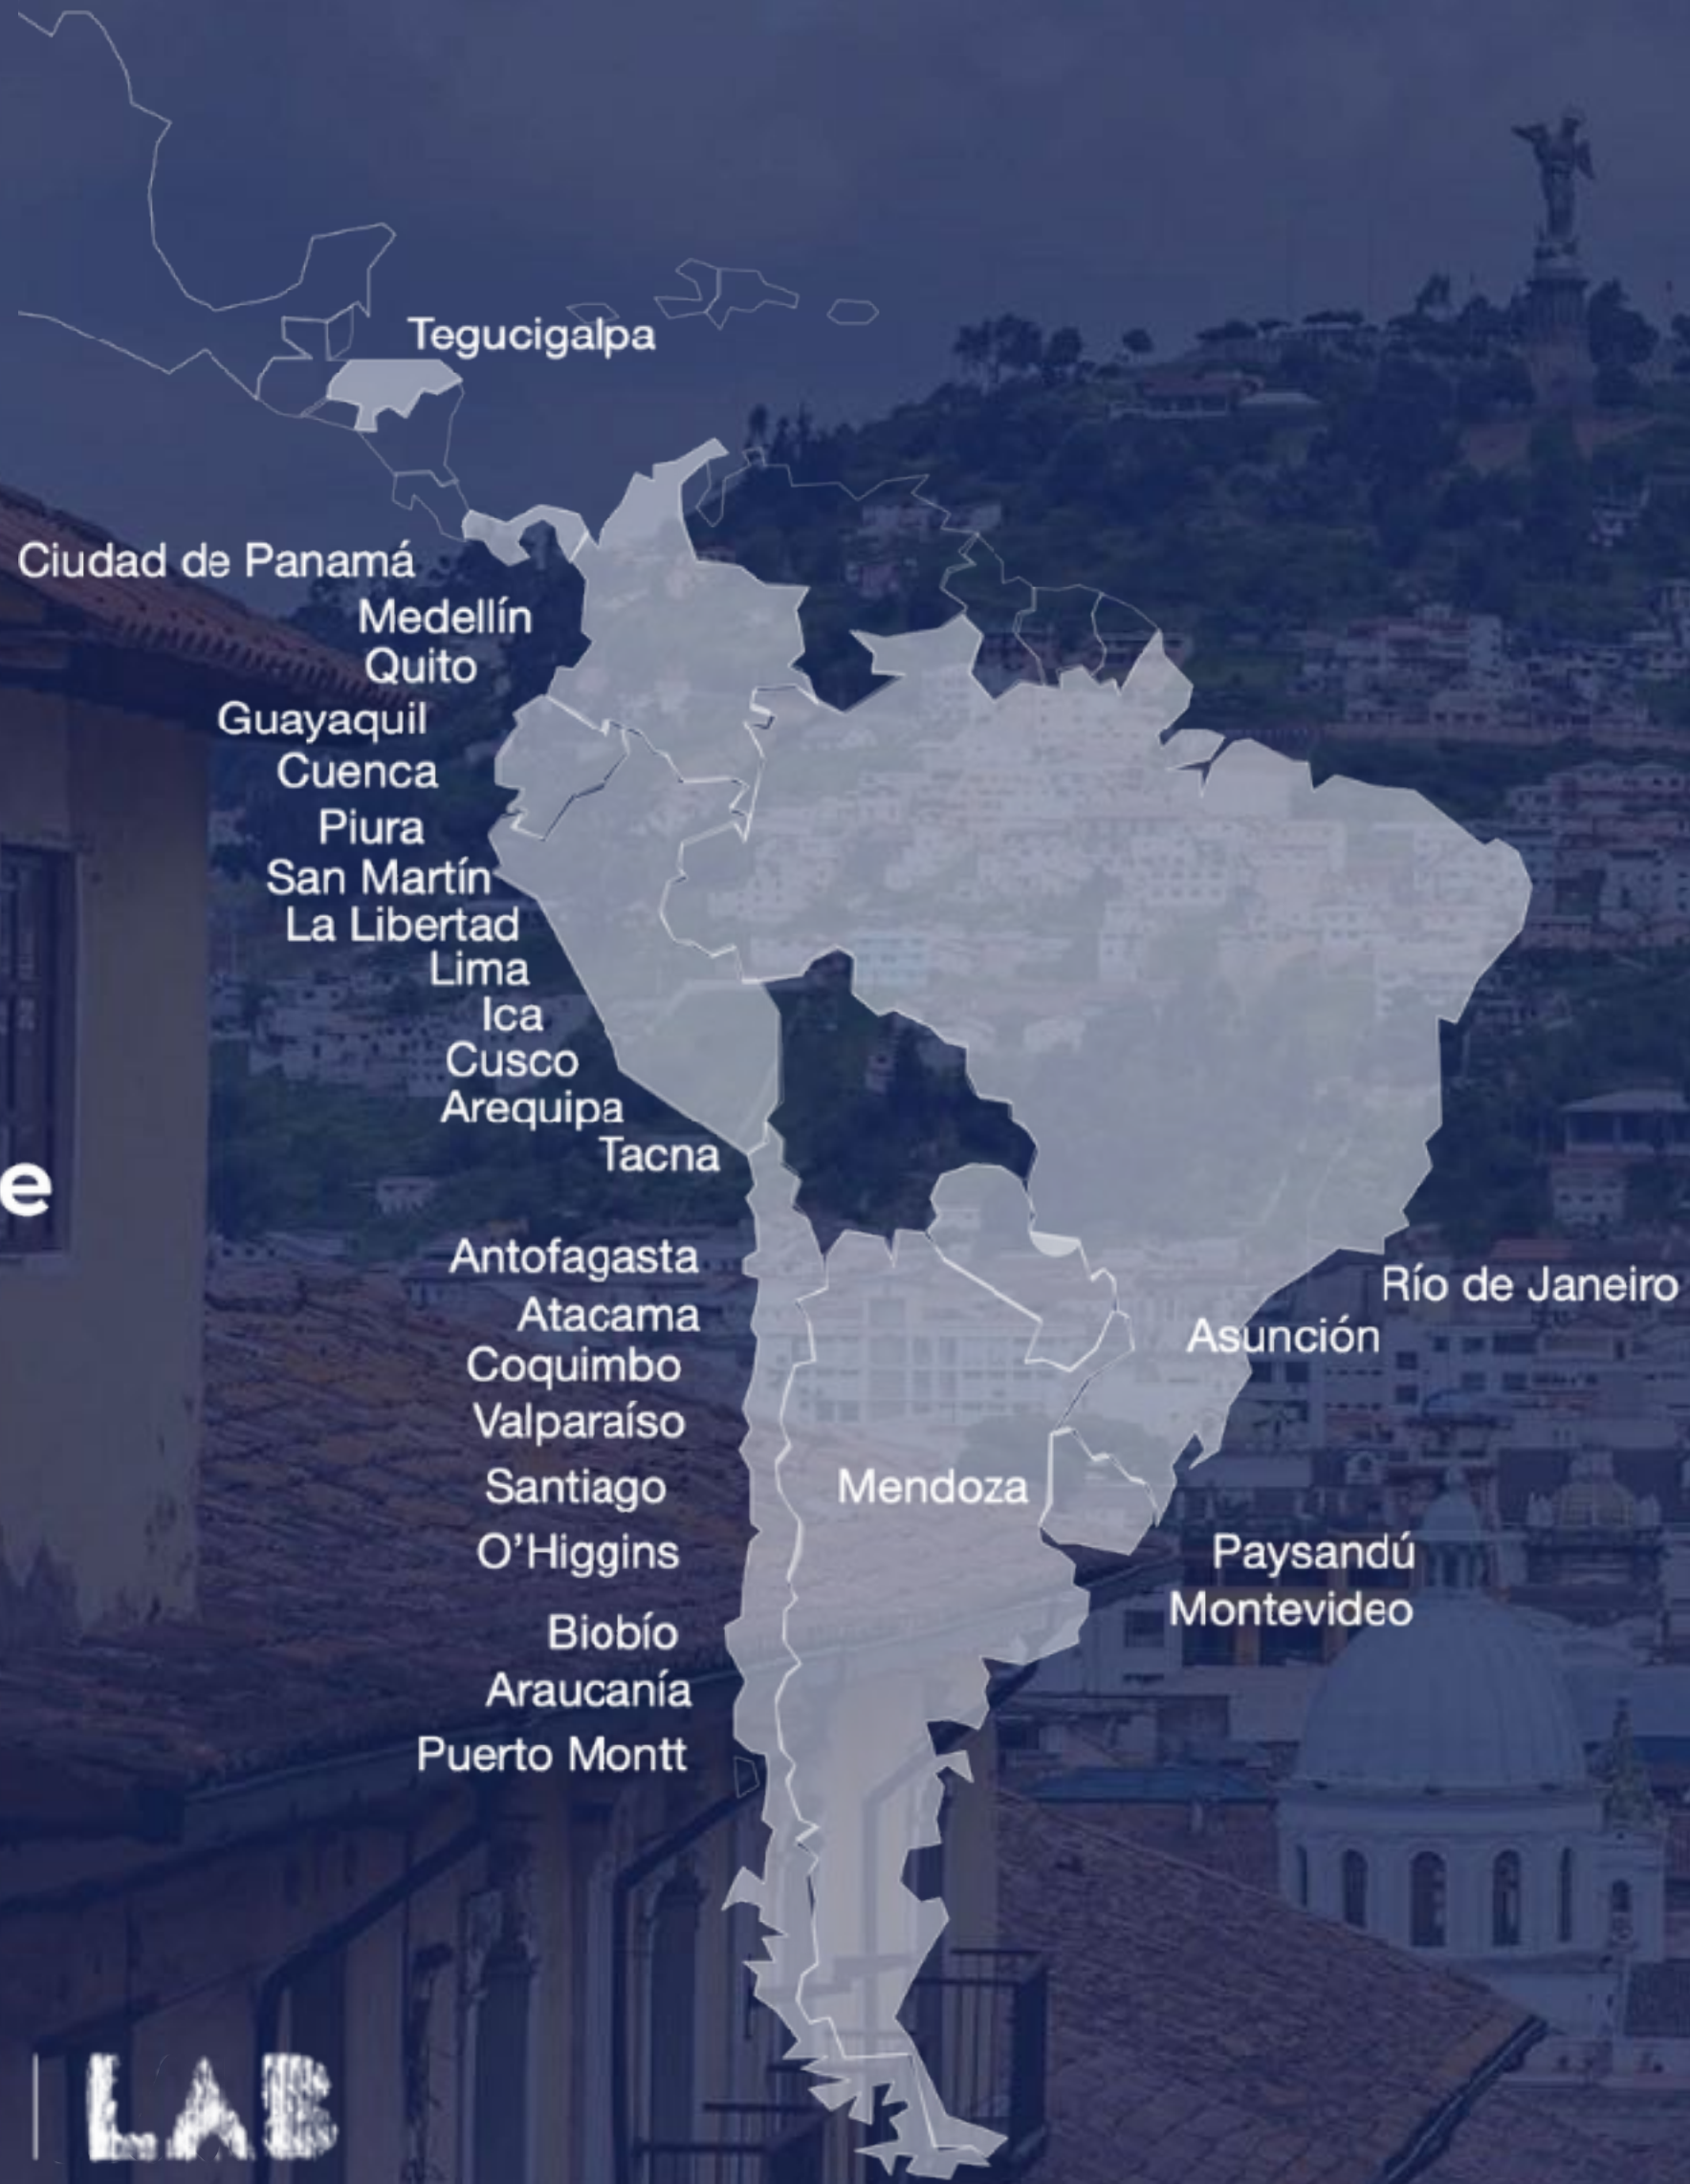 Tegucigalpa
Ciudad de Panamá
Medellín
Quito
Guayaquil
Cuenca
Piura
San Martín
La Libertad
Lima
Ica
Cusco
Arequipa
Tacna
e
Antofagasta
Río de Janeiro
Atacama
Asunción
Coquimbo
Valparaíso
Santiago
Mendoza
O'Higgins
Paysandú
Montevideo
Biobío
Araucanía
Puerto Montt
LAB